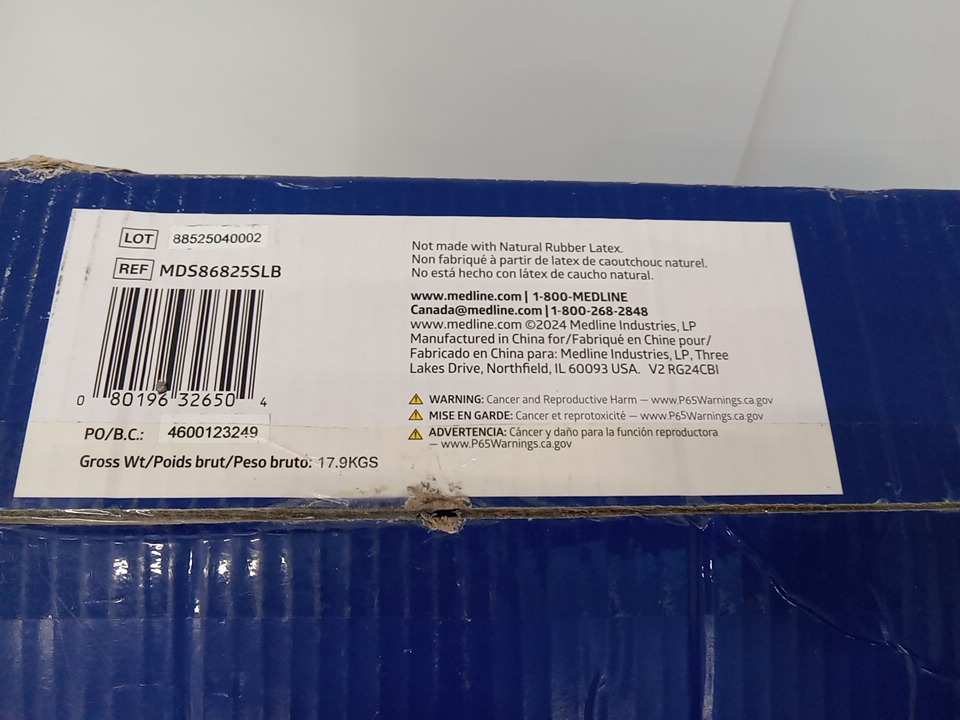 LOT 88525040002
REF MDS86825SLB
0 80196 32650 4
PO/B.C.: 4600123249
Gross Wt/Poids brut/Peso bruto: 17.9KGS
Not made with Natural Rubber Latex.
Non fabriqué à partir de latex de caoutchouc naturel.
No está hecho con látex de caucho natural.
www.medline.com | 1-800-MEDLINE
Canada@medline.com | 1-800-268-2848
www.medline.com ©2024 Medline Industries, LP
Manufactured in China for/Fabriqué en Chine pour/
Fabricado en China para: Medline Industries, LP, Three
Lakes Drive, Northfield, IL 60093 USA. V2 RG24CBI
WARNING: Cancer and Reproductive Harm — www.P65Warnings.ca.gov
MISE EN GARDE: Cancer et reprotoxicité — www.P65Warnings.ca.gov
ADVERTENCIA: Cáncer y daño para la función reproductora
— www.P65Warnings.ca.gov